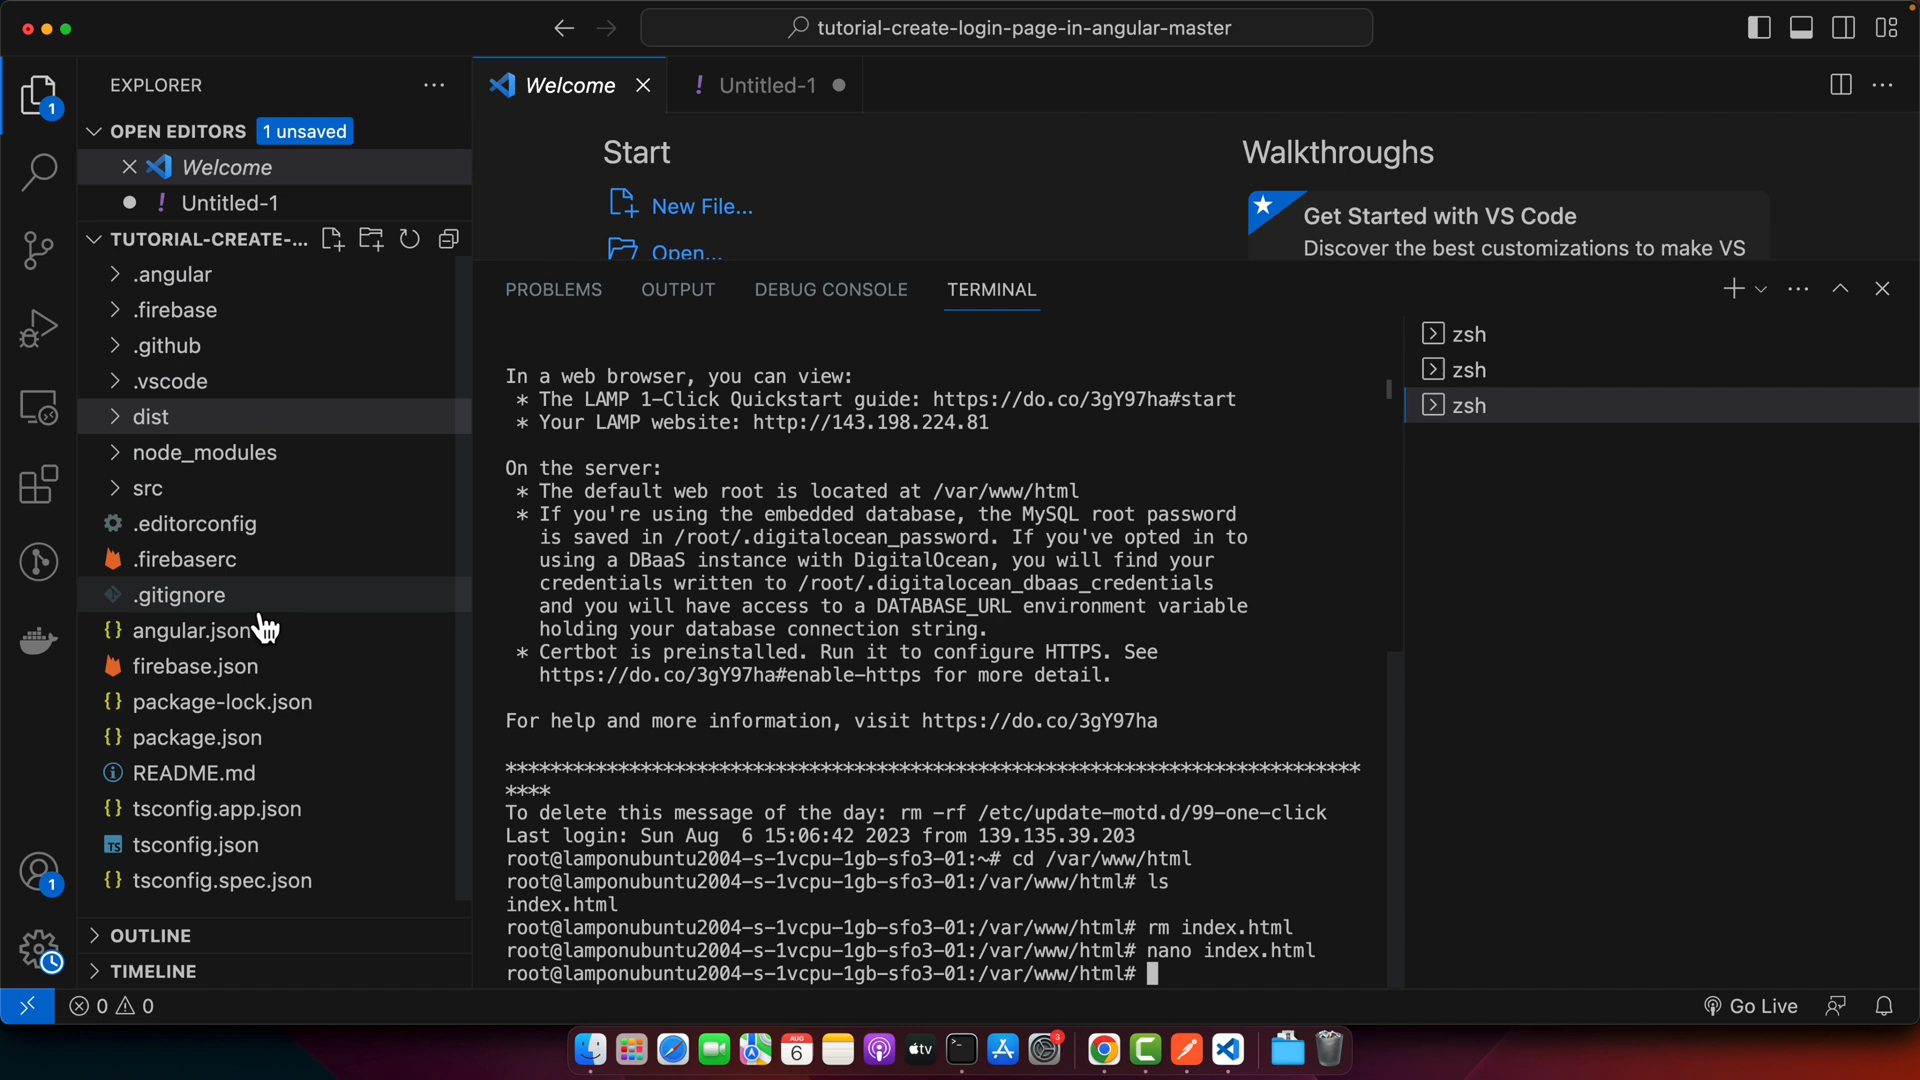 tutorial-create-login-page-in-angular-master
EXPLORER
Welcome
Untitled-1
1
OPEN EDITORS
1 unsaved
Welcome
Untitled-1
TUTORIAL-CREATE-...
.angular
.firebase
.github
.vscode
dist
node_modules
src
.editorconfig
.firebaserc
.gitignore
angular.json
firebase.json
package-lock.json
package.json
README.md
tsconfig.app.json
TS tsconfig.json
tsconfig.spec.json
1
OUTLINE
TIMELINE
Start
New File...
Open...
Walkthroughs
Get Started with VS Code
Discover the best customizations to make VS
PROBLEMS
OUTPUT
DEBUG CONSOLE
TERMINAL
In a web browser, you can view:
* The LAMP 1-Click Quickstart guide: https://do.co/3gY97ha#start
* Your LAMP website: http://143.198.224.81
On the server:
* The default web root is located at /var/www/html
* If you're using the embedded database, the MySQL root password
is saved in /root/.digitalocean_password. If you've opted in to
using a DBaaS instance with DigitalOcean, you will find your
credentials written to /root/.digitalocean_dbaas_credentials
and you will have access to a DATABASE_URL environment variable
holding your database connection string.
* Certbot is preinstalled. Run it to configure HTTPS. See
https://do.co/3gY97ha#enable-https for more detail.
For help and more information, visit https://do.co/3gY97ha
****************************************************************************
****
To delete this message of the day: rm -rf /etc/update-motd.d/99-one-click
Last login: Sun Aug  6 15:06:42 2023 from 139.135.39.203
root@lamponubuntu2004-s-1vcpu-1gb-sfo3-01:~# cd /var/www/html
root@lamponubuntu2004-s-1vcpu-1gb-sfo3-01:/var/www/html# ls
index.html
root@lamponubuntu2004-s-1vcpu-1gb-sfo3-01:/var/www/html# rm index.html
root@lamponubuntu2004-s-1vcpu-1gb-sfo3-01:/var/www/html# nano index.html
root@lamponubuntu2004-s-1vcpu-1gb-sfo3-01:/var/www/html#
zsh
zsh
zsh
0 0
Go Live
AUG
6
tv
3